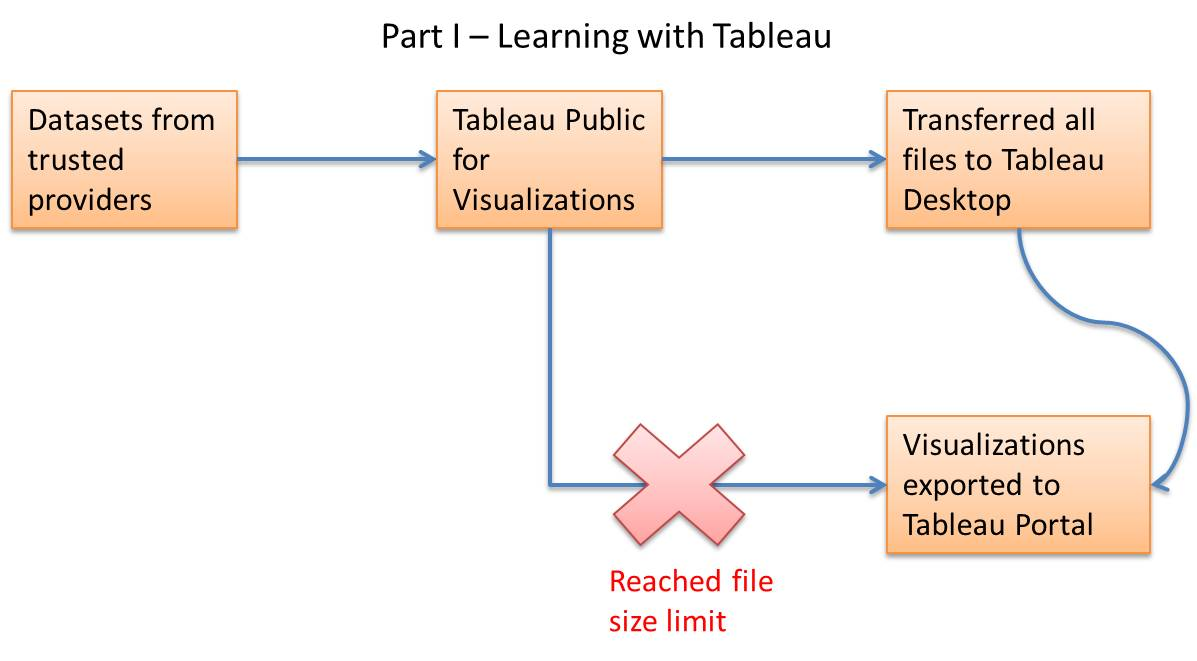 Part I – Learning with Tableau
Datasets from
trusted
providers
Tableau Public
for
Visualizations
Transferred all
files to Tableau
Desktop
Visualizations
exported to
Tableau Portal
Reached file
size limit